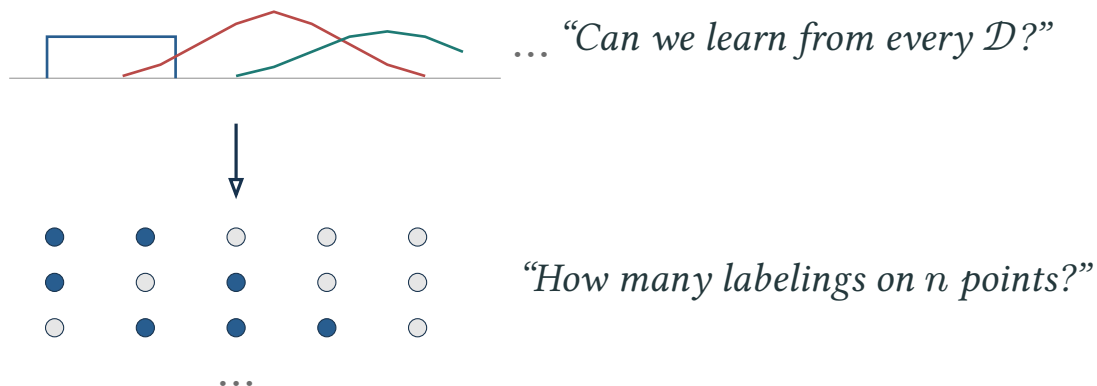 ... “Can we learn from every 𝒟?”
“How many labelings on n points?”
...